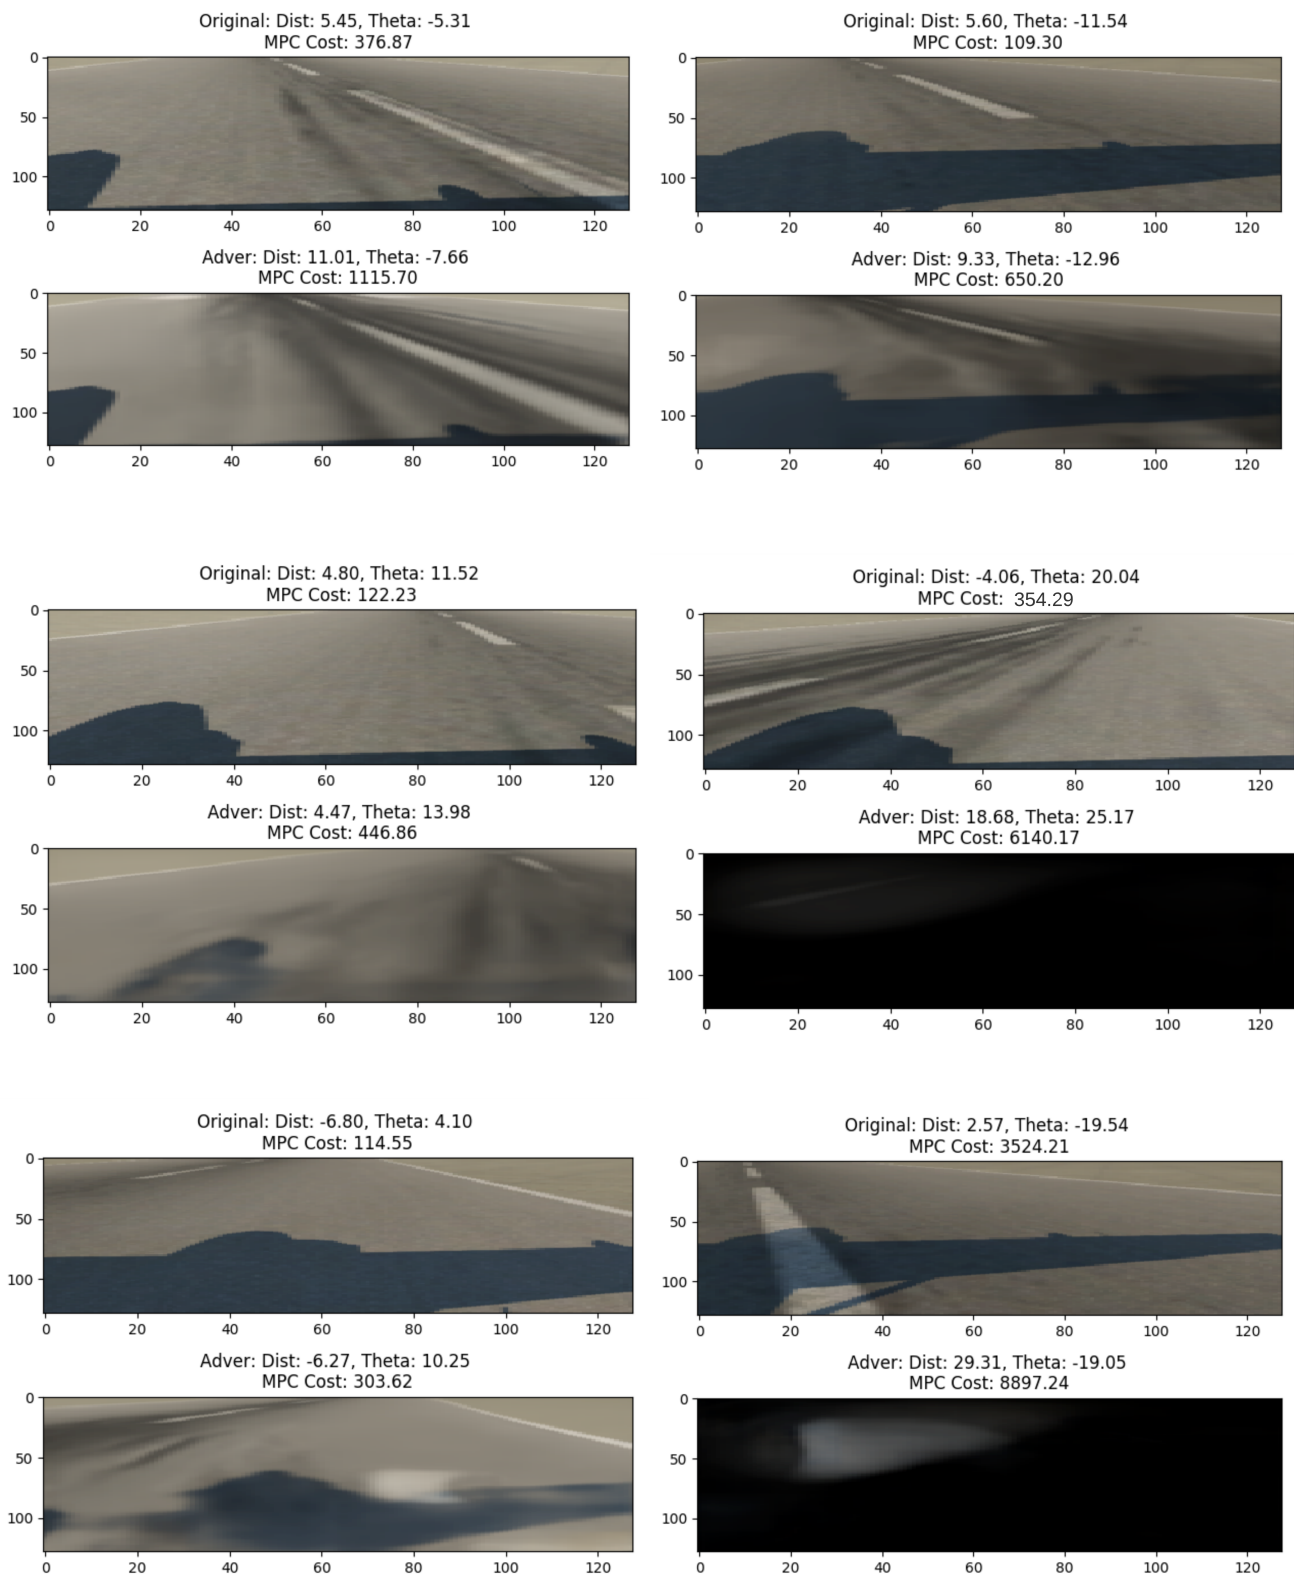 Original: Dist: 5.45, Theta: -5.31
MPC Cost: 376.87
0
50
100
0 20 40 60 80 100 120
Adver: Dist: 11.01, Theta: -7.66
MPC Cost: 1115.70
0
50
100
0 20 40 60 80 100 120
Original: Dist: 5.60, Theta: -11.54
MPC Cost: 109.30
0
50
100
0 20 40 60 80 100 120
Adver: Dist: 9.33, Theta: -12.96
MPC Cost: 650.20
0
50
100
0 20 40 60 80 100 120
Original: Dist: 4.80, Theta: 11.52
MPC Cost: 122.23
0
50
100
0 20 40 60 80 100 120
Adver: Dist: 4.47, Theta: 13.98
MPC Cost: 446.86
0
50
100
0 20 40 60 80 100 120
Original: Dist: -4.06, Theta: 20.04
MPC Cost: 354.29
0
50
100
0 20 40 60 80 100 120
Adver: Dist: 18.68, Theta: 25.17
MPC Cost: 6140.17
0
50
100
0 20 40 60 80 100 120
Original: Dist: -6.80, Theta: 4.10
MPC Cost: 114.55
0
50
100
0 20 40 60 80 100 120
Adver: Dist: -6.27, Theta: 10.25
MPC Cost: 303.62
0
50
100
0 20 40 60 80 100 120
Original: Dist: 2.57, Theta: -19.54
MPC Cost: 3524.21
0
50
100
0 20 40 60 80 100 120
Adver: Dist: 29.31, Theta: -19.05
MPC Cost: 8897.24
0
50
100
0 20 40 60 80 100 120